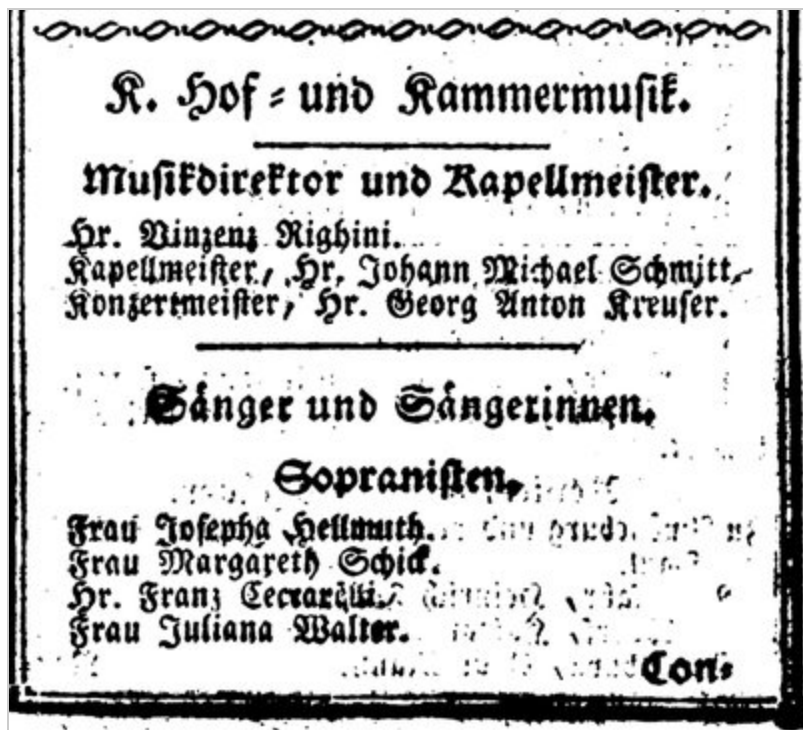 K. Hof- und Kammermusik.
Musikdirektor und Kapellmeister.
Hr. Vinzenz Righini.
Kapellmeister, Hr. Johann Michael Schmitt.
Konzertmeister, Hr. Georg Anton Kreuser.
Sänger und Sängerinnen.
Sopranisten.
Frau Josepha Hellmuth.
Frau Margareth Schick.
Hr. Franz Ceccarelli.
Frau Juliana Walter.
Con-